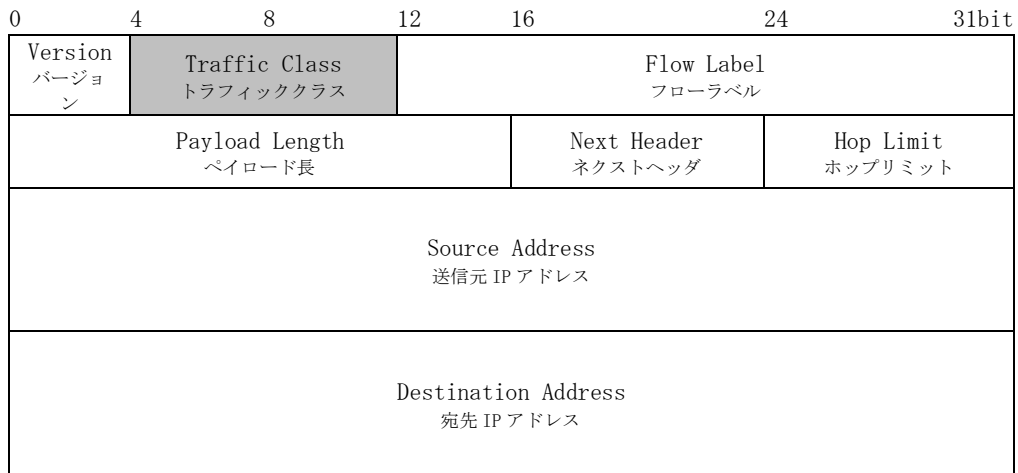 0 4 8 12 16 24 31bit
Version
バージョ
ン
Traffic Class
トラフィッククラス
Flow Label
フローラベル
Payload Length
ペイロード長
Next Header
ネクストヘッダ
Hop Limit
ホップリミット
Source Address
送信元 IP アドレス
Destination Address
宛先 IP アドレス